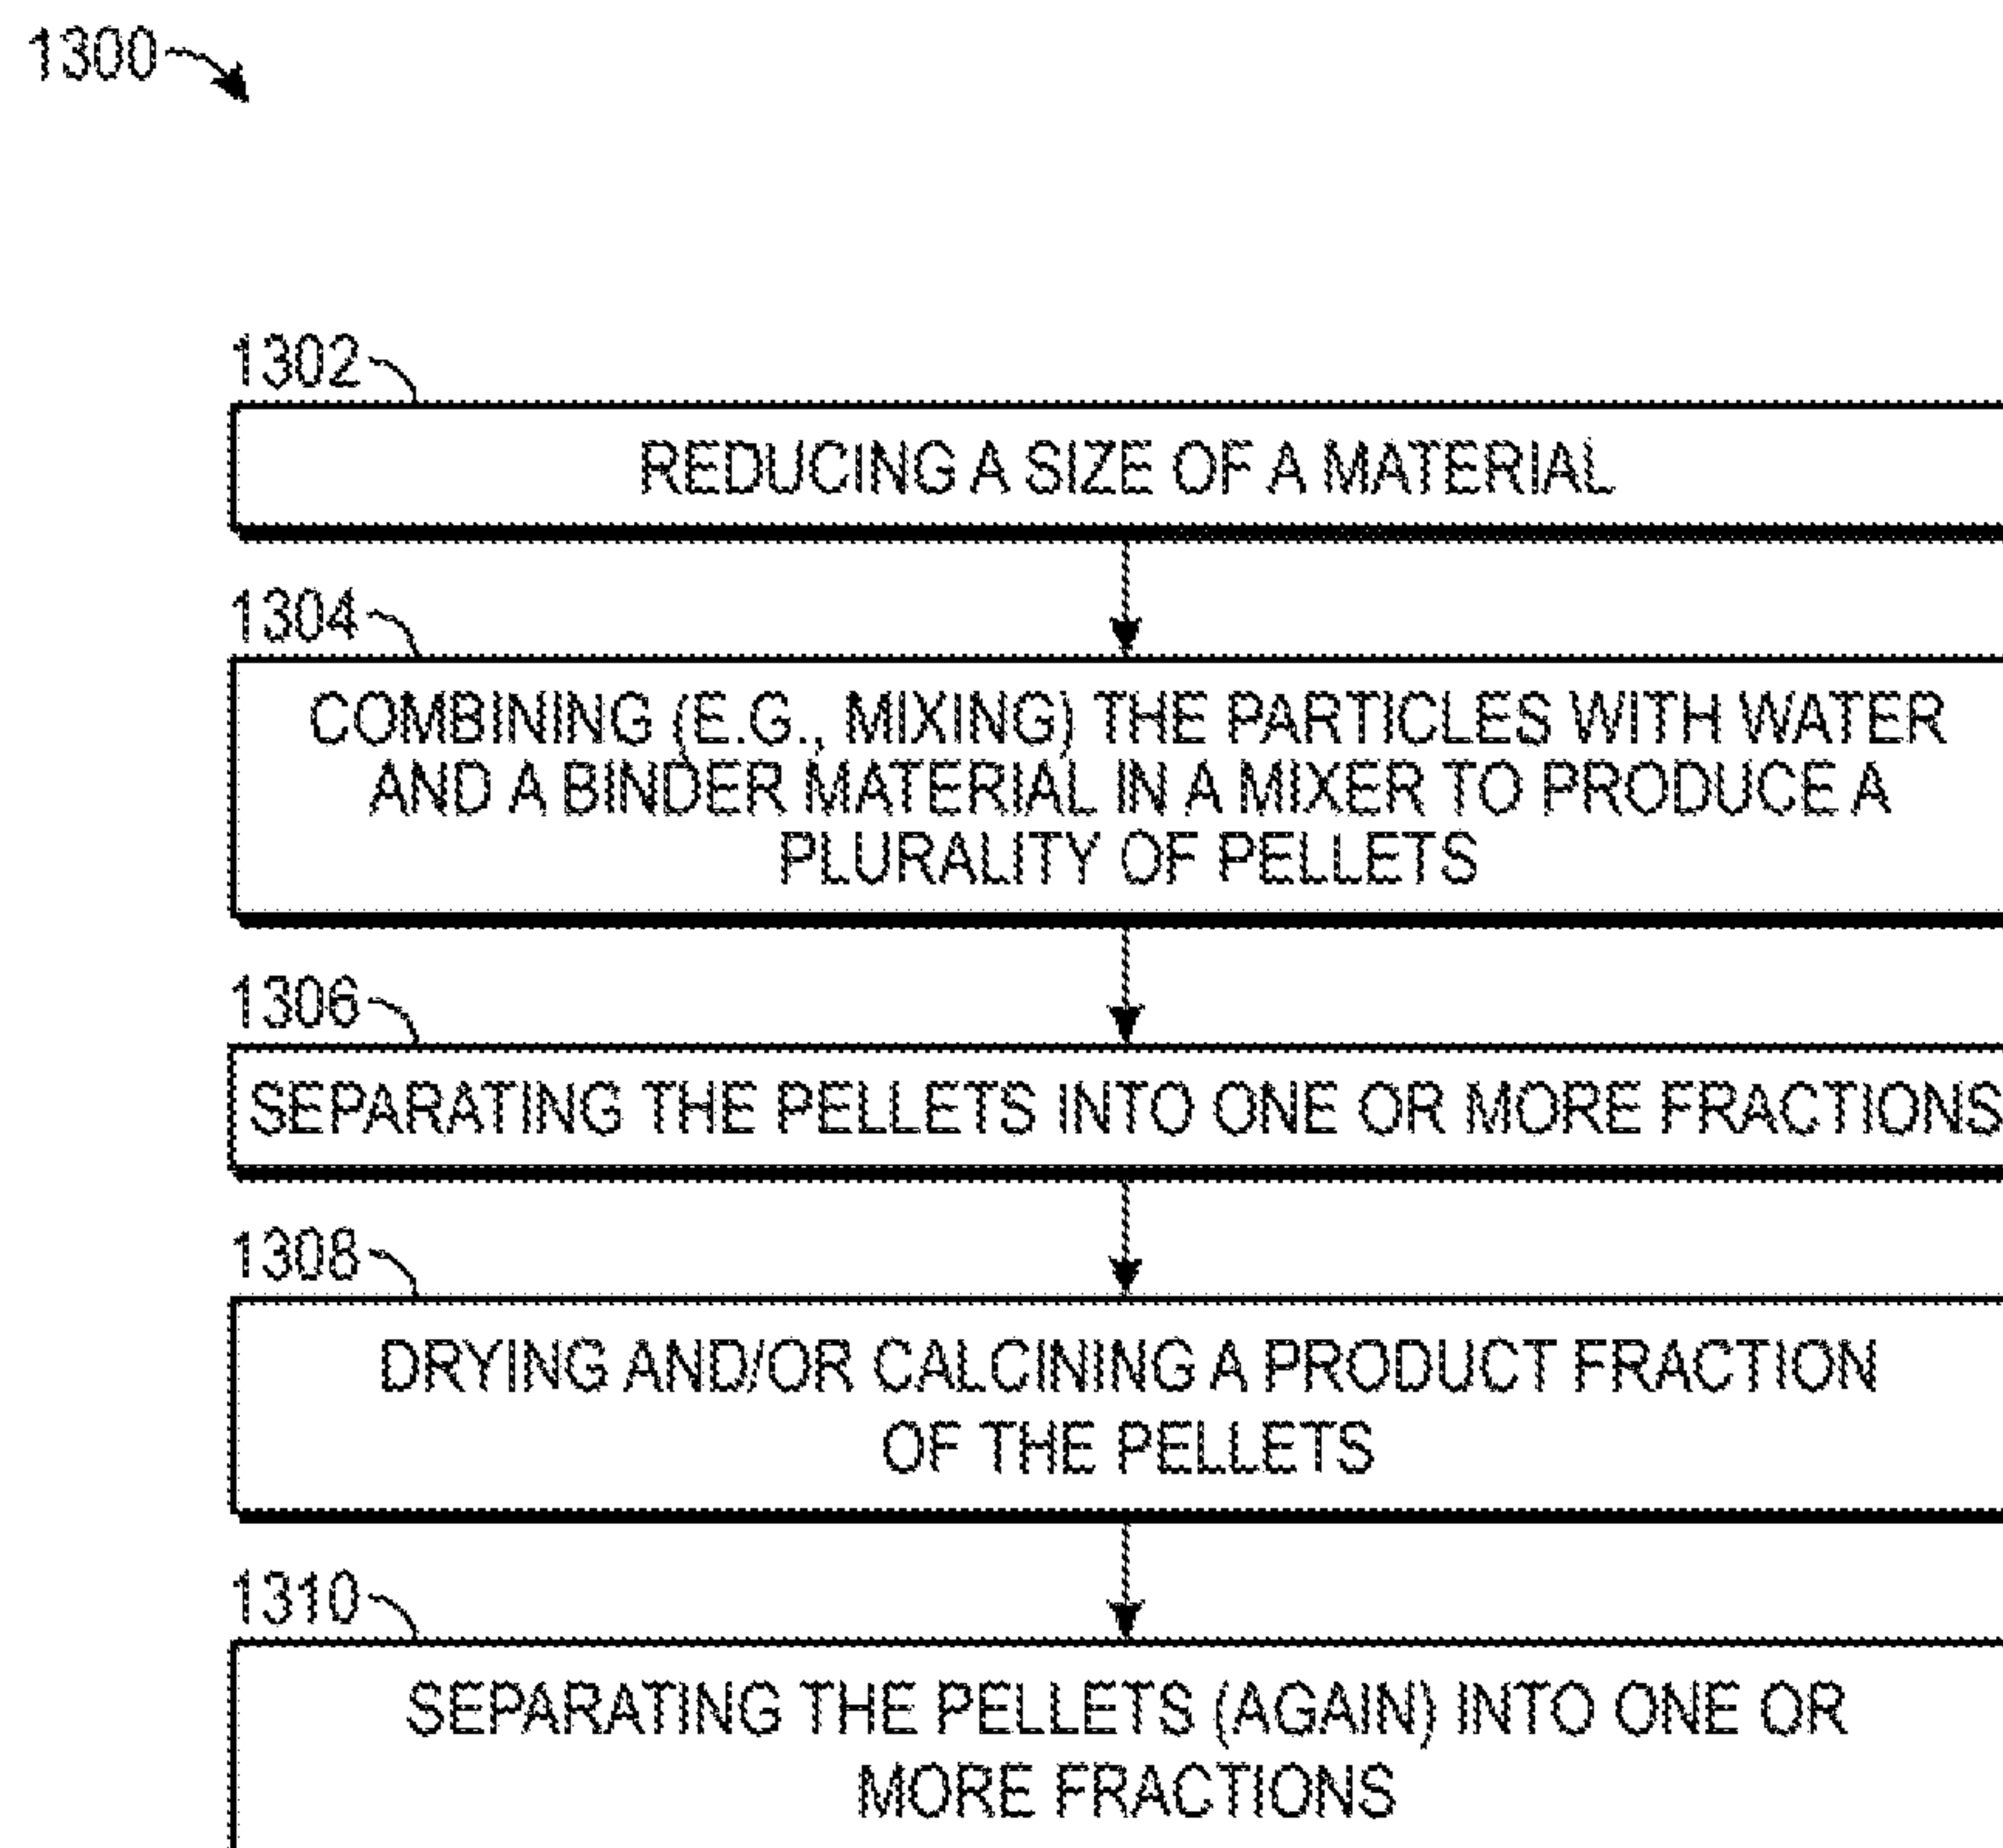 1300
1302
REDUCING A SIZE OF A MATERIAL
1304
COMBINING (E.G., MIXING) THE PARTICLES WITH WATER
AND A BINDER MATERIAL IN A MIXER TO PRODUCE A
PLURALITY OF PELLETS
1306
SEPARATING THE PELLETS INTO ONE OR MORE FRACTIONS
1308
DRYING AND/OR CALCINING A PRODUCT FRACTION
OF THE PELLETS
1310
SEPARATING THE PELLETS (AGAIN) INTO ONE OR
MORE FRACTIONS